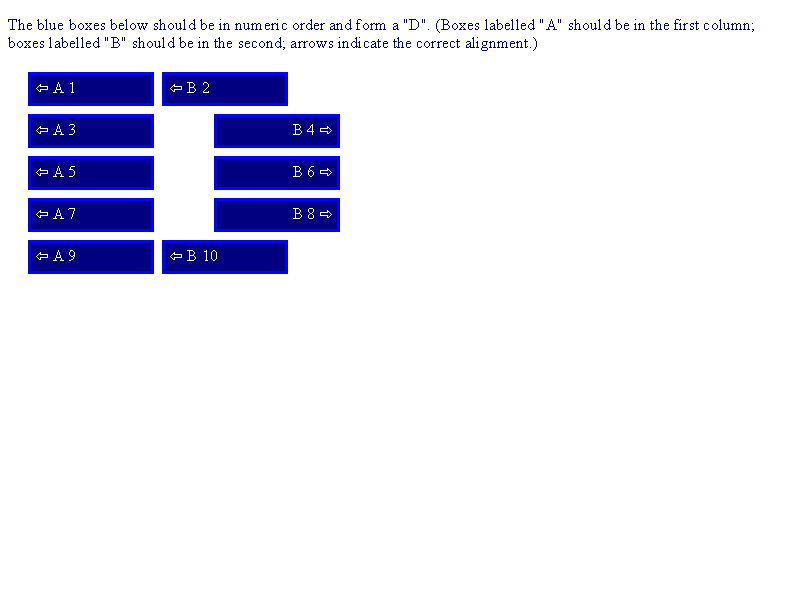 The blue boxes below should be in numeric order and form a "D". (Boxes labelled "A" should be in the first column;
boxes labelled "B" should be in the second; arrows indicate the correct alignment.)
⇦ A 1 ⇦ B 2
⇦ A 3 B 4 ⇨
⇦ A 5 B 6 ⇨
⇦ A 7 B 8 ⇨
⇦ A 9 ⇦ B 10